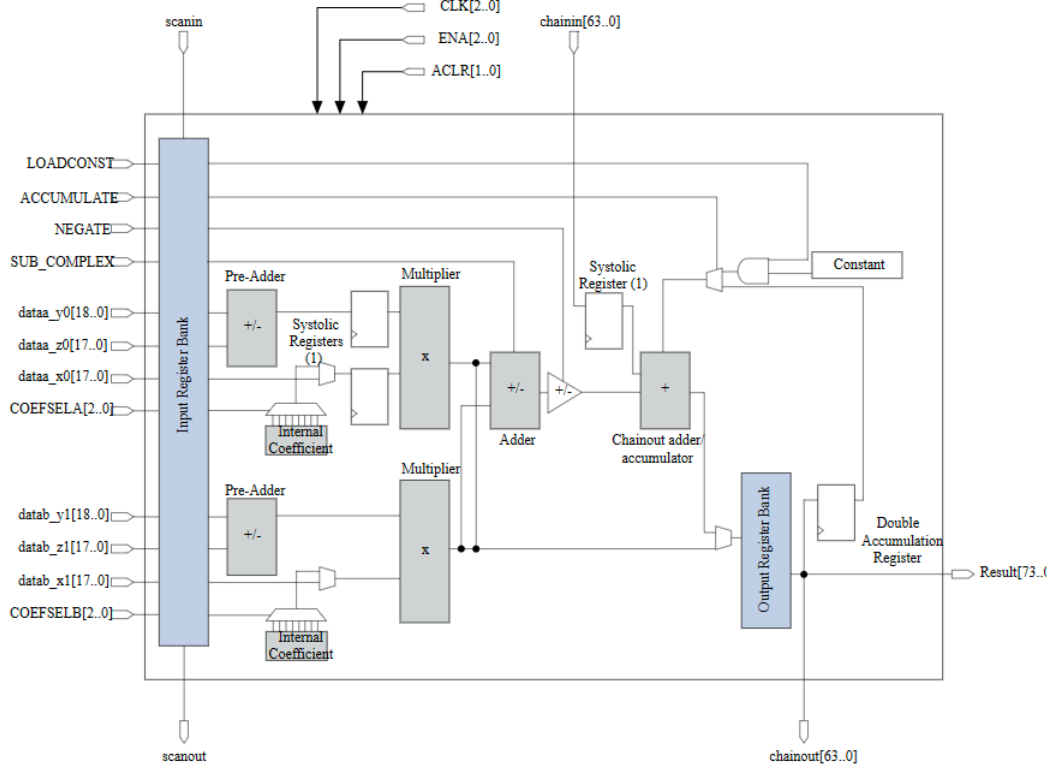 CLK[2..0]
scanin
chainin[63..0]
ENA[2..0]
ACLR[1..0]
LOADCONST
ACCUMULATE
NEGATE
SUB_COMPLEX
dataa_y0[18..0]
dataa_z0[17..0]
dataa_x0[17..0]
COEFSELA[2..0]
datab_y1[18..0]
datab_z1[17..0]
datab_x1[17..0]
COEFSELB[2..0]
Input Register Bank
Pre-Adder
+/-
Systolic
Registers
(1)
Internal
Coefficient
Multiplier
x
Pre-Adder
+/-
Internal
Coefficient
Multiplier
x
+/-
Adder
+/-
Systolic
Register (1)
+
Chainout adder/
accumulator
Constant
Output Register Bank
Double
Accumulation
Register
Result[73..0
scanout
chainout[63..0]